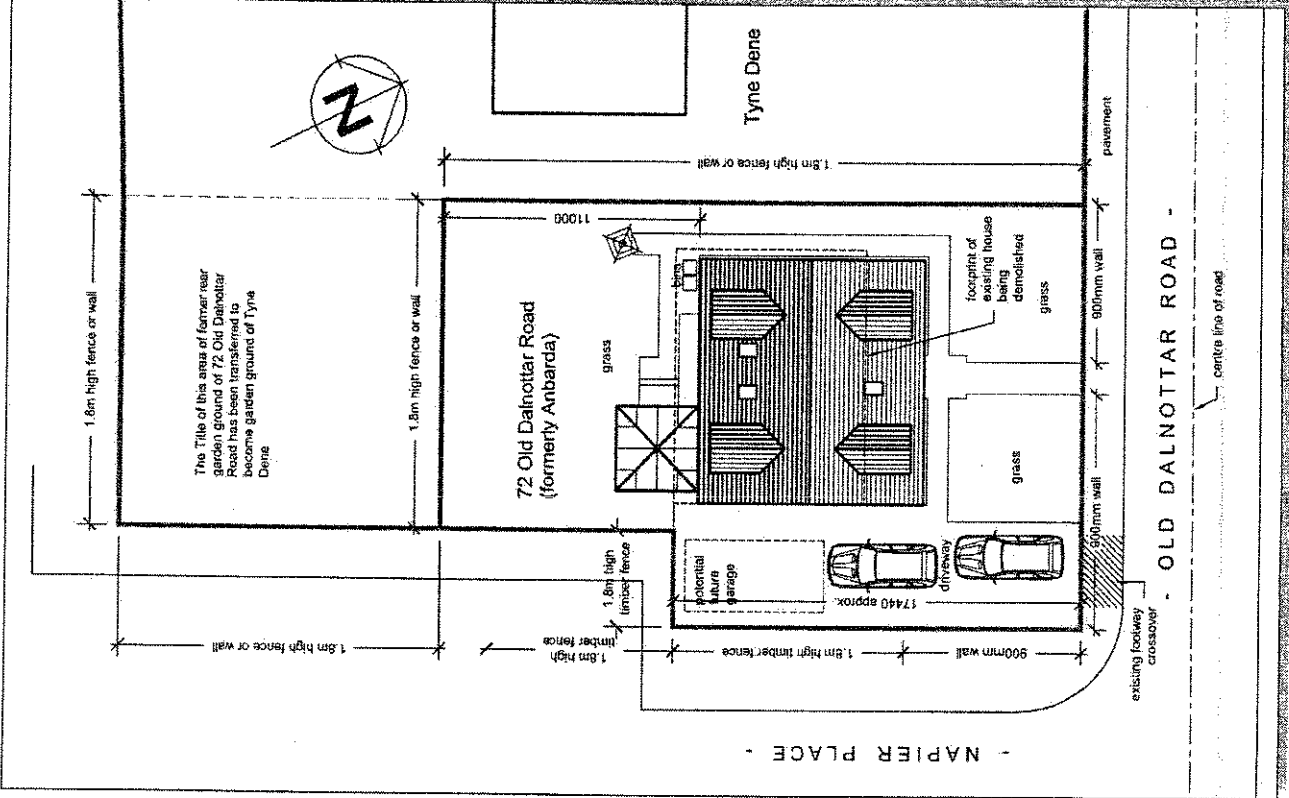 1.8m high fence or wall
The Title of this area of former rear
garden ground of 72 Old Dalnottar
Road has been transferred to
become garden ground of Tyne
Dene
N
Tyne Dene
1.8m high fence or wall
1.8m high fence or wall
1.8m high fence or wall
pavement
11000
72 Old Dalnottar Road
(formerly Anbarda)
grass
bins
footprint of
existing house
being
demolished
grass
900mm wall
grass
900mm wall
1.8m high
timber fence
1.8m high
timber fence
potential
future
garage
17440 approx.
driveway
1.8m high timber fence
900mm wall
existing footway
crossover
- OLD DALNOTTAR ROAD -
centre line of road
- NAPIER PLACE -